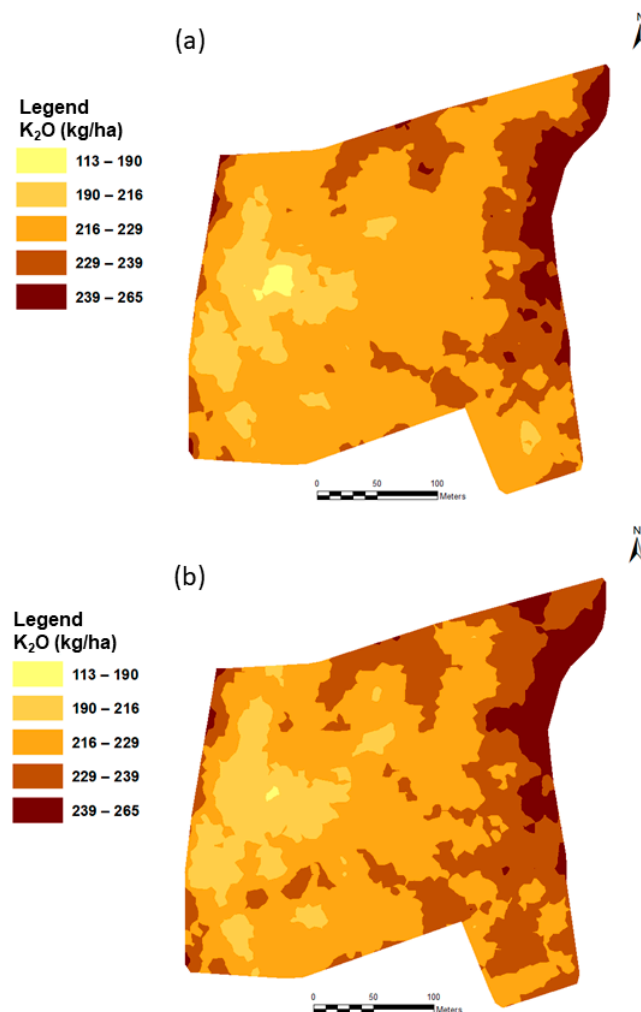 (a)
N
Legend
K₂O (kg/ha)
113 – 190
190 – 216
216 – 229
229 – 239
239 – 265
0 50 100
Meters
(b)
N
Legend
K₂O (kg/ha)
113 – 190
190 – 216
216 – 229
229 – 239
239 – 265
0 50 100
Meters